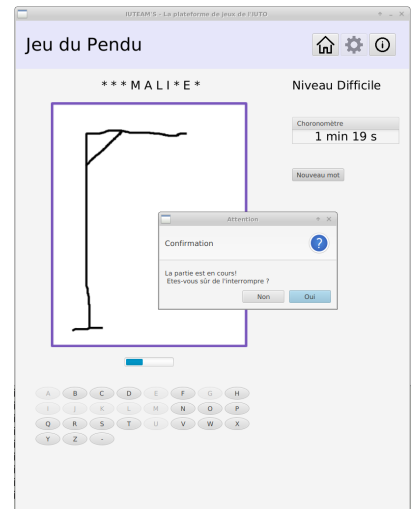 IUTEAM'S - La plateforme de jeux de l'IUTO
Jeu du Pendu
* * * M A L I * E *
Niveau Difficile
Choronomètre
1 min 19 s
Nouveau mot
Attention
Confirmation
?
La partie est en cours!
Etes-vous sûr de l'interrompre ?
Non Oui
A B C D E F G H
I J K L M N O P
Q R S T U V W X
Y Z -